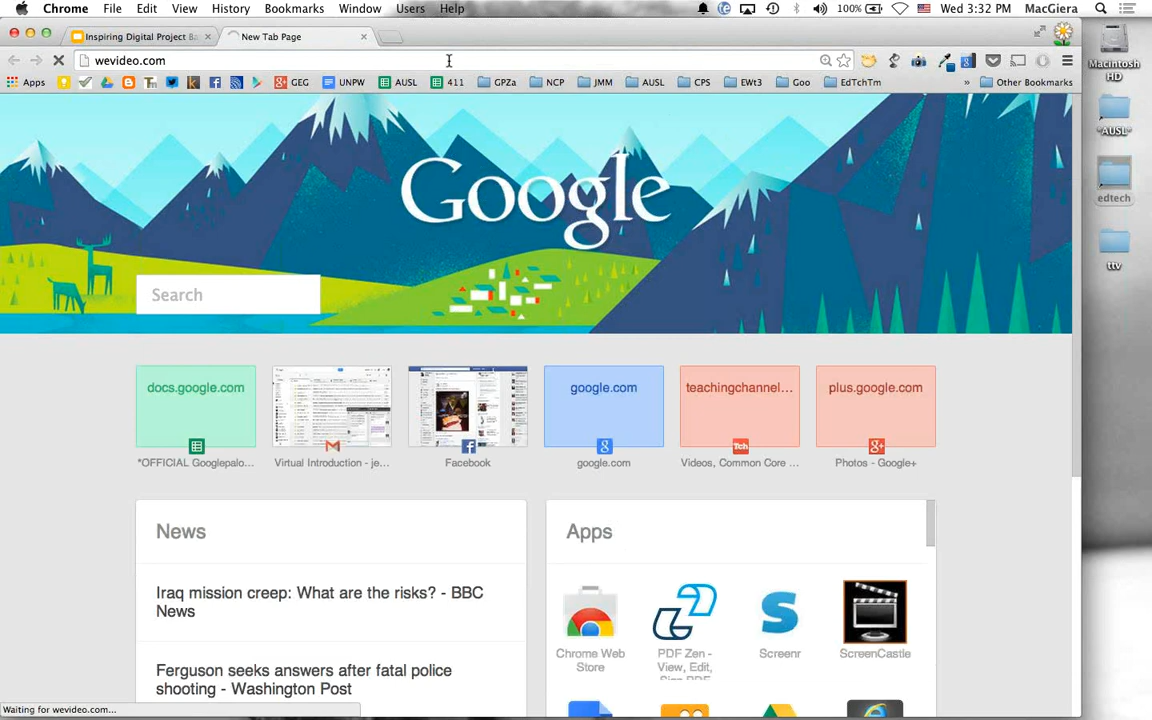 Chrome File Edit View History Bookmarks Window Users Help 100% Wed 3:32 PM MacGiera
Inspiring Digital Project Ba
New Tab Page
wevideo.com
Apps GEG UNPW AUSL 411 GPZa NCP JMM AUSL CPS EWt3 Goo EdTchTm » Other Bookmarks
Macintosh HD
*AUSL*
edtech
ttv
Google
Search
docs.google.com google.com teachingchannel... plus.google.com
*OFFICIAL Googlepalo... Virtual Introduction - je... Facebook google.com Videos, Common Core ... Photos - Google+
News
Iraq mission creep: What are the risks? - BBC
News
Ferguson seeks answers after fatal police
shooting - Washington Post
Apps
Chrome Web
Store
PDF Zen -
View, Edit,
Screenr
ScreenCastle
Waiting for wevideo.com...